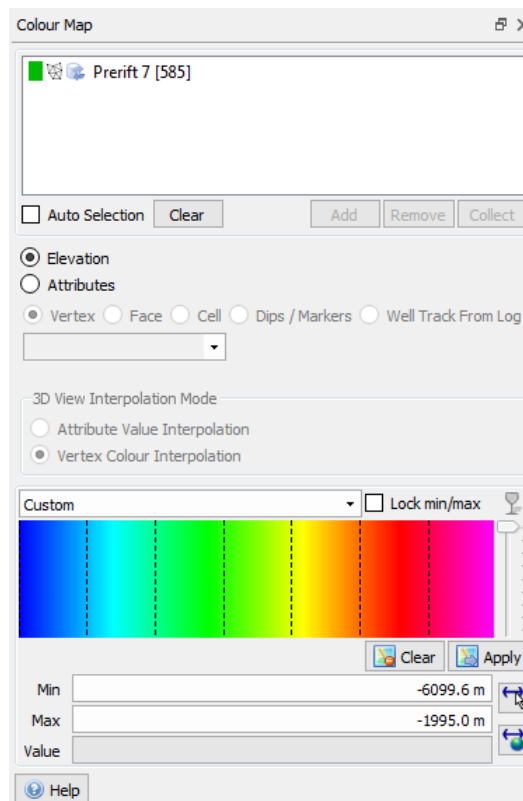 Colour Map
Prerift 7 [585]
Auto Selection Clear Add Remove Collect
Elevation
Attributes
Vertex Face Cell Dips / Markers Well Track From Log
3D View Interpolation Mode
Attribute Value Interpolation
Vertex Colour Interpolation
Custom Lock min/max
Clear Apply
Min -6099.6 m
Max -1995.0 m
Value
Help